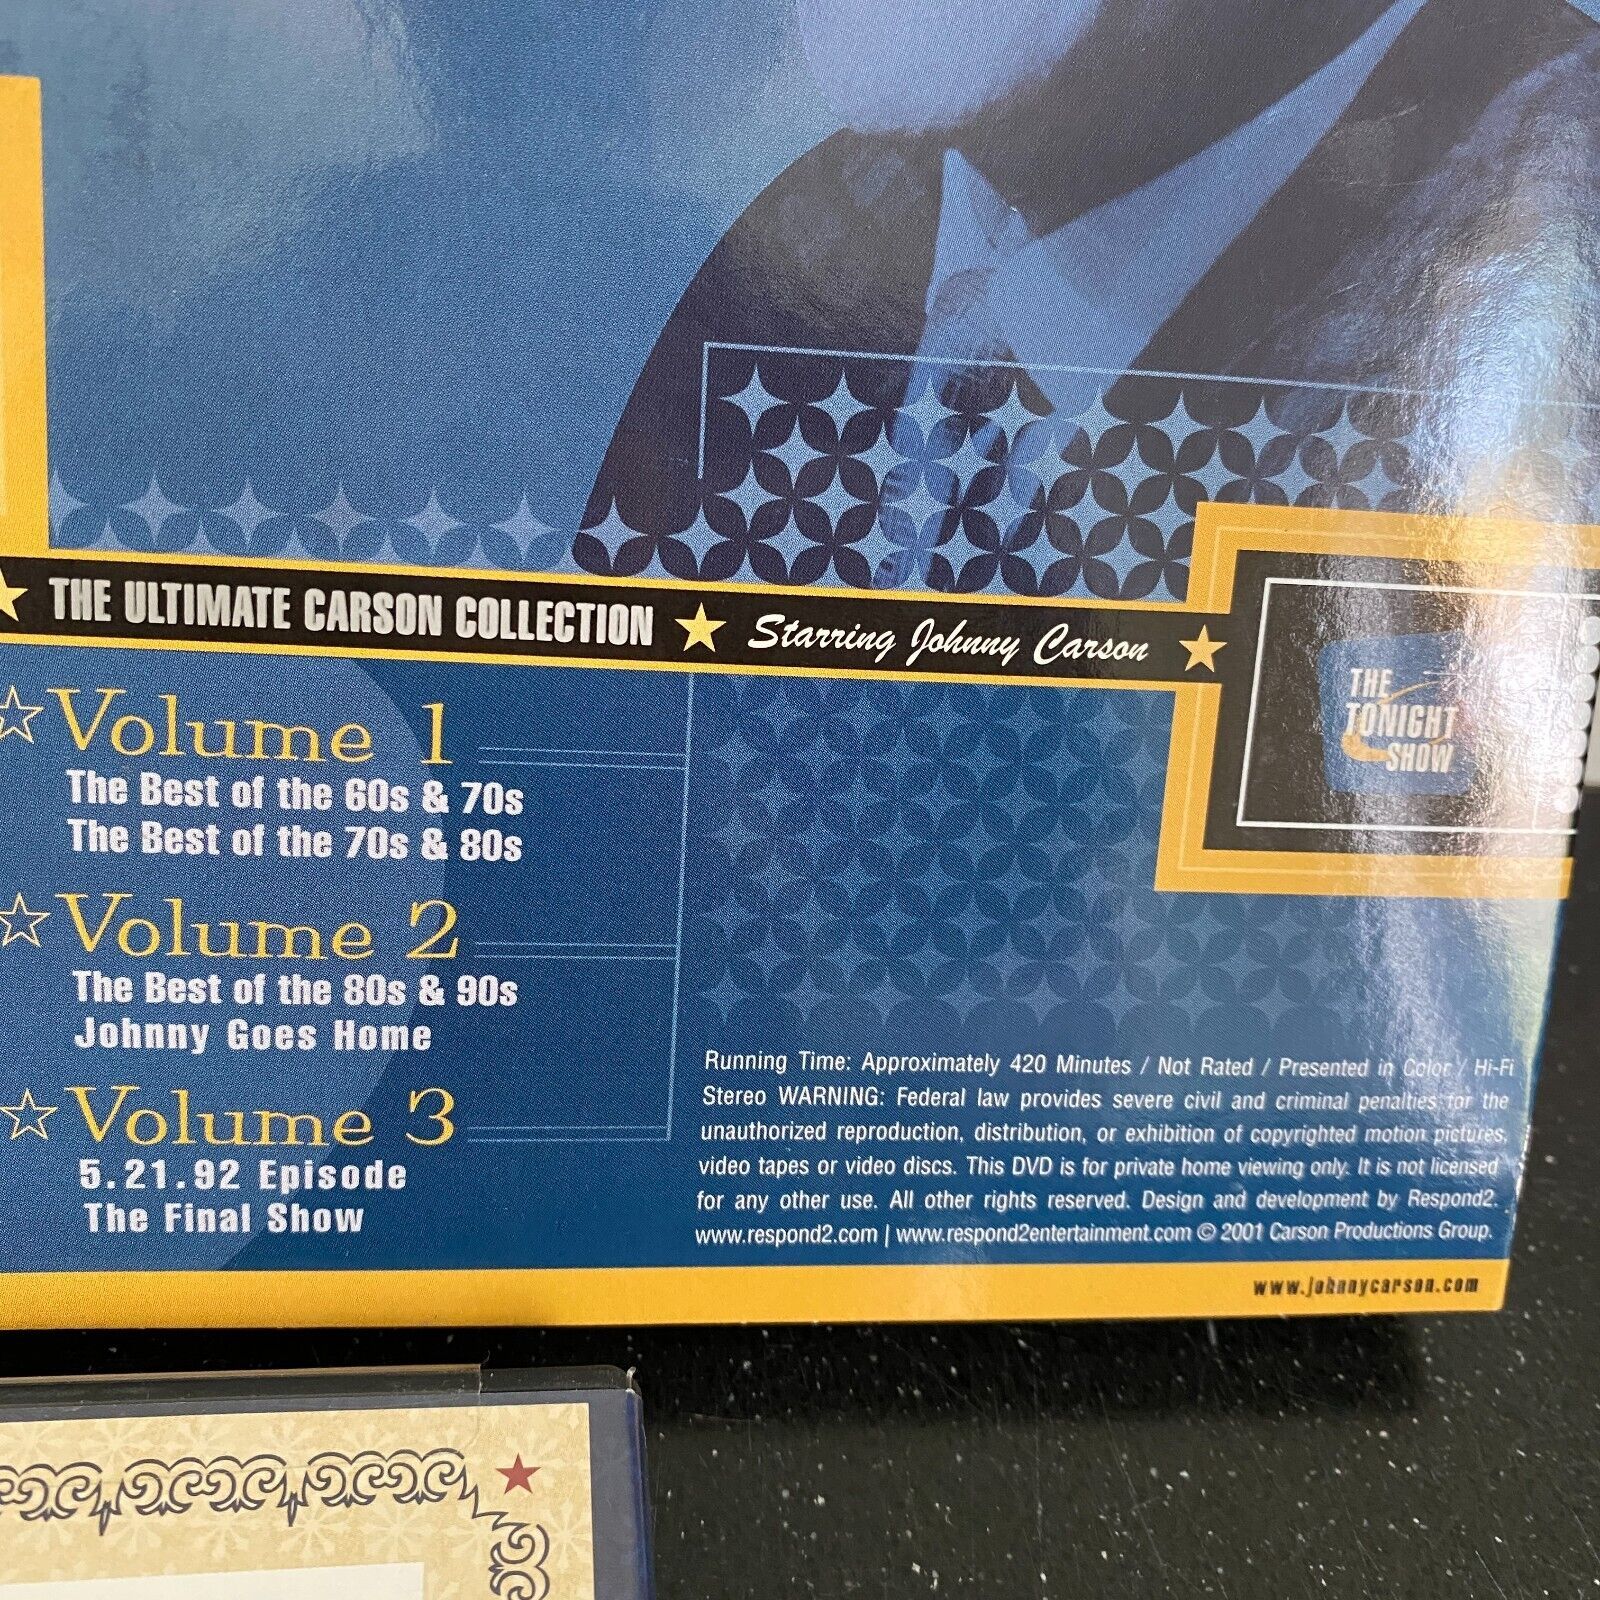 THE ULTIMATE CARSON COLLECTION Starring Johnny Carson
THE
TONIGHT
SHOW
Volume 1
The Best of the 60s & 70s
The Best of the 70s & 80s
Volume 2
The Best of the 80s & 90s
Johnny Goes Home
Volume 3
5.21.92 Episode
The Final Show
Running Time: Approximately 420 Minutes / Not Rated / Presented in Color / Hi-Fi
Stereo WARNING: Federal law provides severe civil and criminal penalties for the
unauthorized reproduction, distribution, or exhibition of copyrighted motion pictures,
video tapes or video discs. This DVD is for private home viewing only. It is not licensed
for any other use. All other rights reserved. Design and development by Respond2.
www.respond2.com | www.respond2entertainment.com © 2001 Carson Productions Group.
www.johnnycarson.com